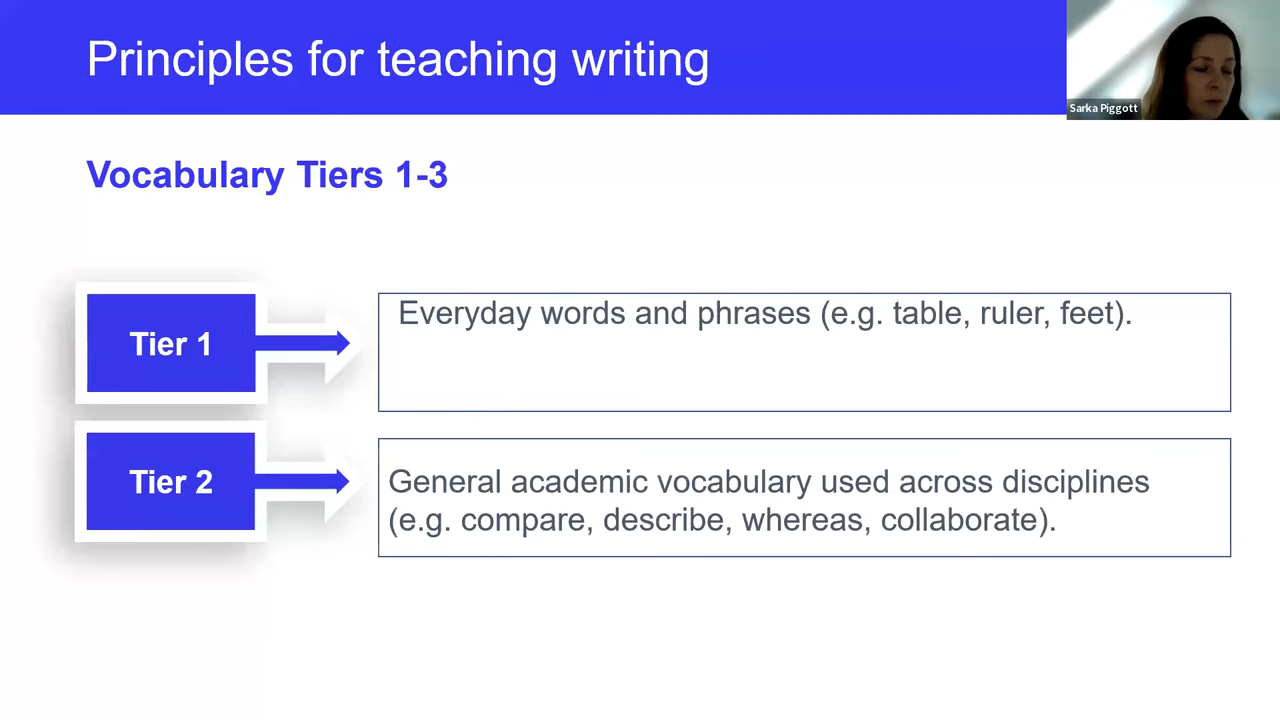 Principles for teaching writing
Sarka Piggott
Vocabulary Tiers 1-3
Tier 1
Everyday words and phrases (e.g. table, ruler, feet).
Tier 2
General academic vocabulary used across disciplines
(e.g. compare, describe, whereas, collaborate).